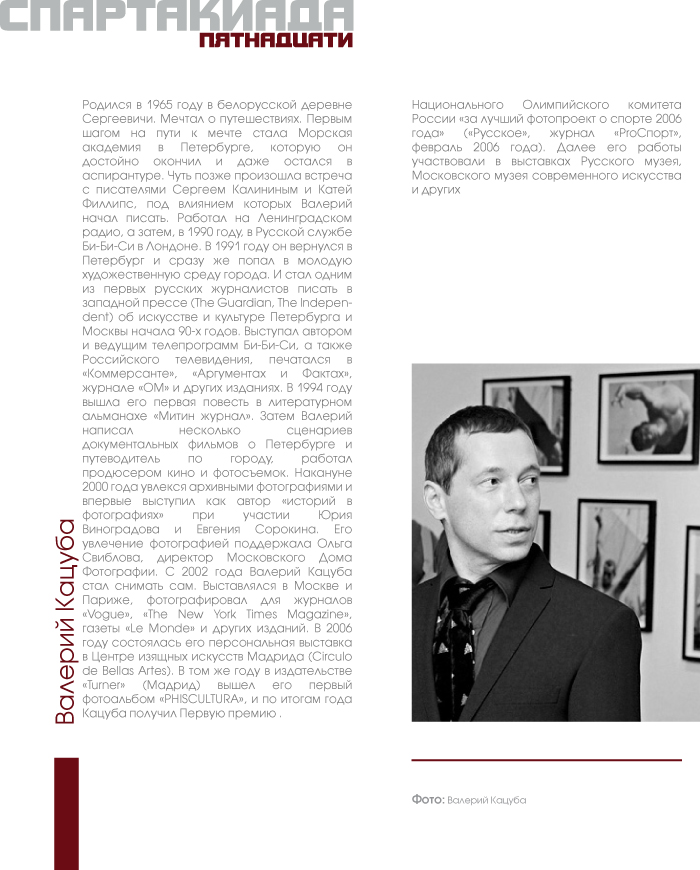 СПАРТАКИАДА
ПЯТНАДЦАТИ
Родился в 1965 году в белорусской деревне
Сергеевичи. Мечтал о путешествиях. Первым
шагом на пути к мечте стала Морская
академия в Петербурге, которую он
достойно окончил и даже остался в
аспирантуре. Чуть позже произошла встреча
с писателями Сергеем Калининым и Катей
Филлипс, под влиянием которых Валерий
начал писать. Работал на Ленинградском
радио, а затем, в 1990 году, в Русской службе
Би-Би-Си в Лондоне. В 1991 году он вернулся в
Петербург и сразу же попал в молодую
художественную среду города. И стал одним
из первых русских журналистов писать в
западной прессе (The Guardian, The Indepen-
dent) об искусстве и культуре Петербурга и
Москвы начала 90-х годов. Выступал автором
и ведущим телепрограмм Би-Би-Си, а также
Российского телевидения, печатался в
«Коммерсанте», «Аргументах и Фактах»,
журнале «ОМ» и других изданиях. В 1994 году
вышла его первая повесть в литературном
альманахе «Митин журнал». Затем Валерий
написал несколько сценариев
документальных фильмов о Петербурге и
путеводитель по городу, работал
продюсером кино и фотосъемок. Накануне
2000 года увлекся архивными фотографиями и
впервые выступил как автор «историй в
фотографиях» при участии Юрия
Виноградова и Евгения Сорокина. Его
увлечение фотографией поддержала Ольга
Свиблова, директор Московского Дома
Фотографии. С 2002 года Валерий Кацуба
стал снимать сам. Выставлялся в Москве и
Париже, фотографировал для журналов
«Vogue», «The New York Times Magazine»,
газеты «Le Monde» и других изданий. В 2006
году состоялась его персональная выставка
в Центре изящных искусств Мадрида (Circulo
de Bellas Artes). В том же году в издательстве
«Turner» (Мадрид) вышел его первый
фотоальбом «PHISCULTURA», и по итогам года
Кацуба получил Первую премию .
Национального Олимпийского комитета
России «за лучший фотопроект о спорте 2006
года» («Русское», журнал «ProСпорт»,
февраль 2006 года). Далее его работы
участвовали в выставках Русского музея,
Московского музея современного искусства
и других
Валерий Кацуба
Фото: Валерий Кацуба